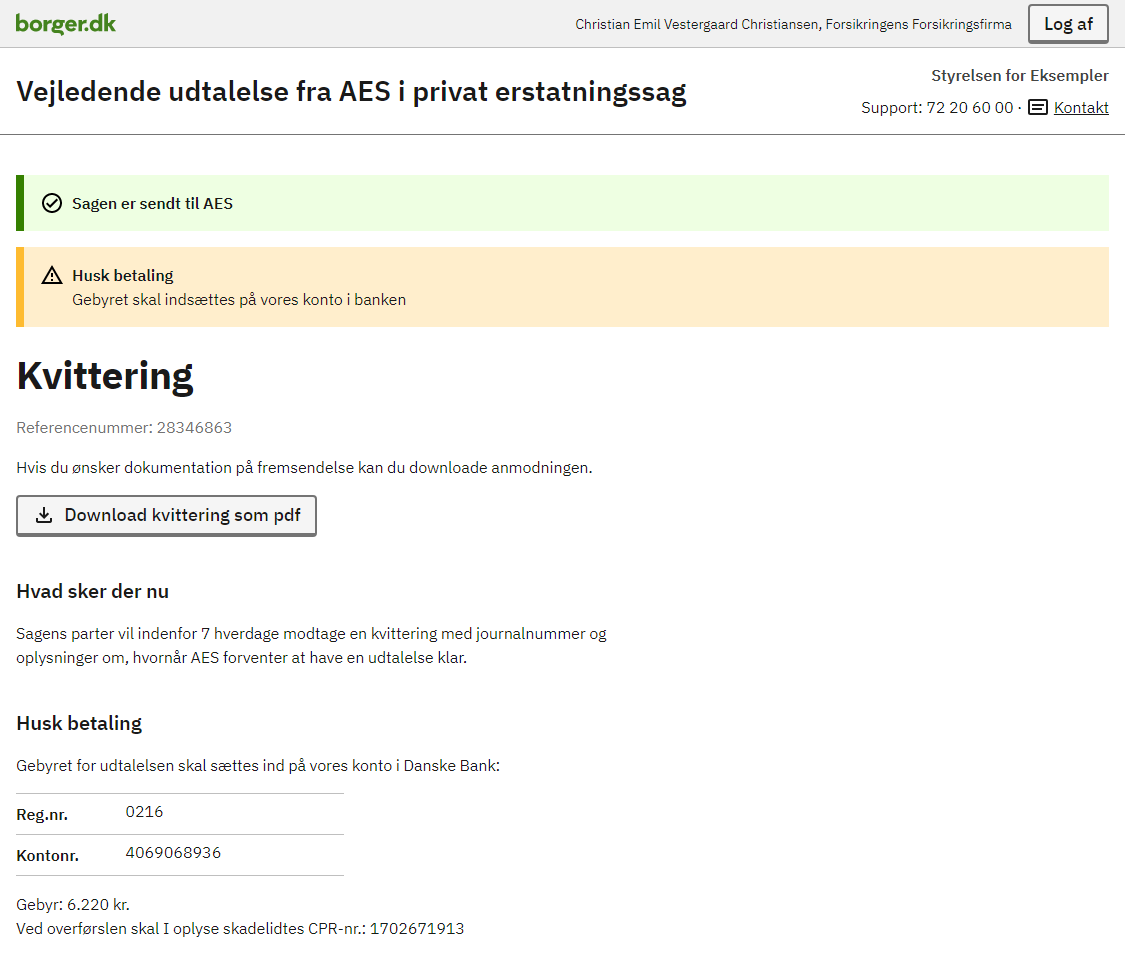 borger.dk
Christian Emil Vestergaard Christiansen, Forsikringens Forsikringsfirma
Log af
Vejledende udtalelse fra AES i privat erstatningssag
Styrelsen for Eksempler
Support: 72 20 60 00 · Kontakt
Sagen er sendt til AES
Husk betaling
Gebyret skal indsættes på vores konto i banken
Kvittering
Referencenummer: 28346863
Hvis du ønsker dokumentation på fremsendelse kan du downloade anmodningen.
Download kvittering som pdf
Hvad sker der nu
Sagens parter vil indenfor 7 hverdage modtage en kvittering med journalnummer og
oplysninger om, hvornår AES forventer at have en udtalelse klar.
Husk betaling
Gebyret for udtalelsen skal sættes ind på vores konto i Danske Bank:
Reg.nr. 0216
Kontonr. 4069068936
Gebyr: 6.220 kr.
Ved overførslen skal I oplyse skadelidtes CPR-nr.: 1702671913